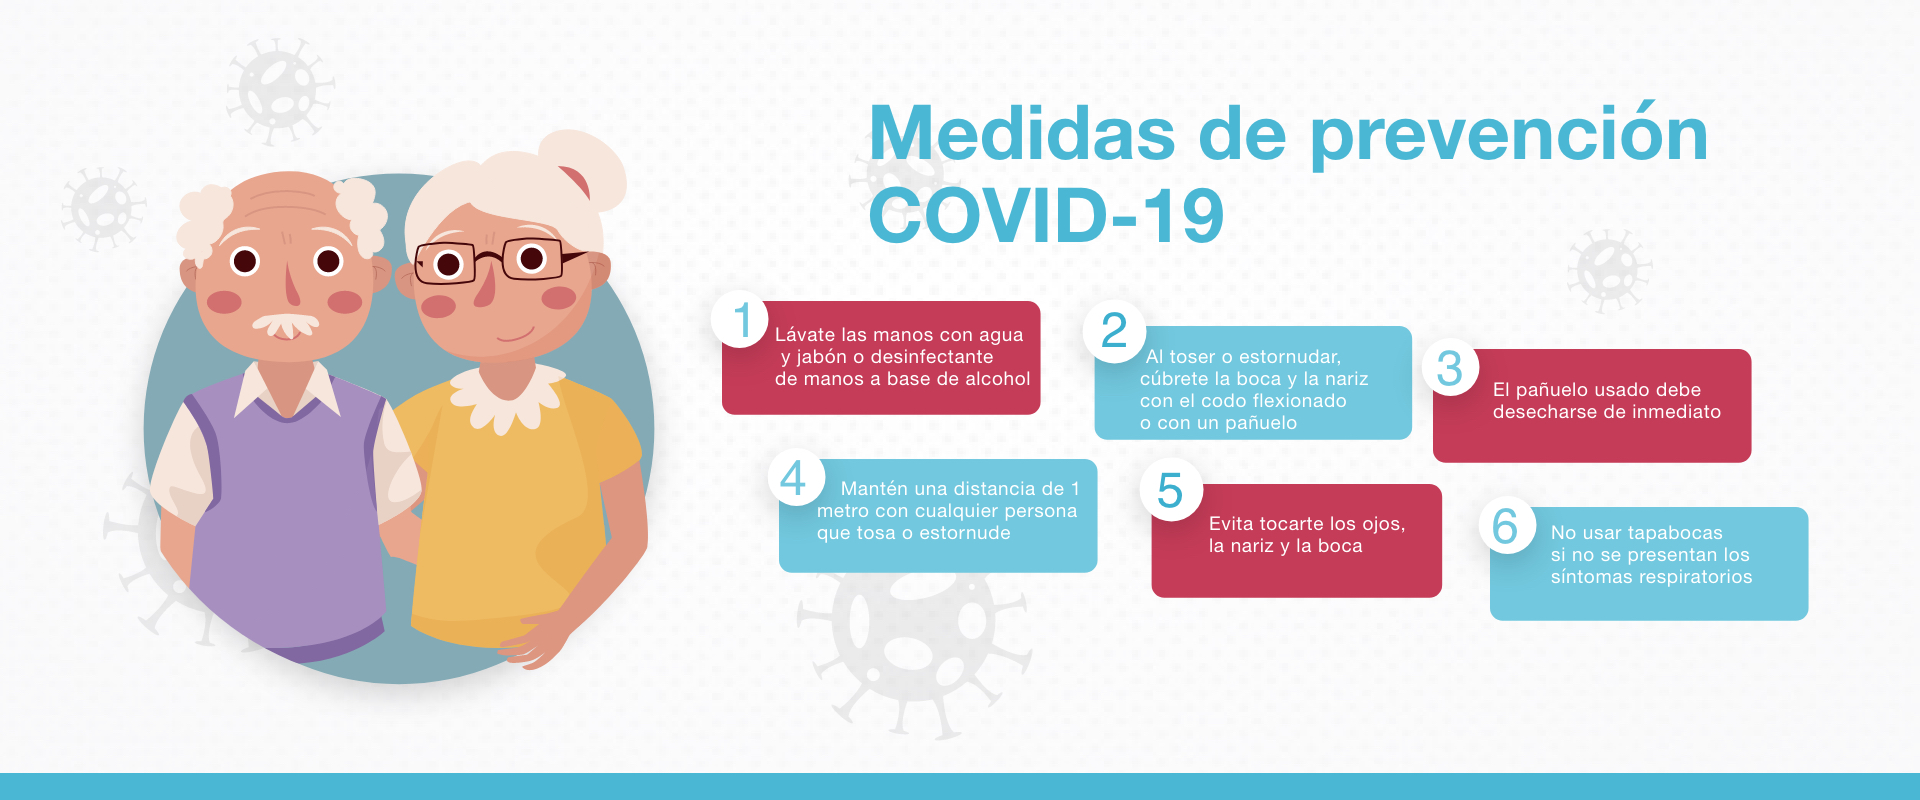 Medidas de prevención
COVID-19
1
Lávate las manos con agua
y jabón o desinfectante
de manos a base de alcohol
2
Al toser o estornudar,
cúbrete la boca y la nariz
con el codo flexionado
o con un pañuelo
3
El pañuelo usado debe
desecharse de inmediato
4
Mantén una distancia de 1
metro con cualquier persona
que tosa o estornude
5
Evita tocarte los ojos,
la nariz y la boca
6
No usar tapabocas
si no se presentan los
síntomas respiratorios